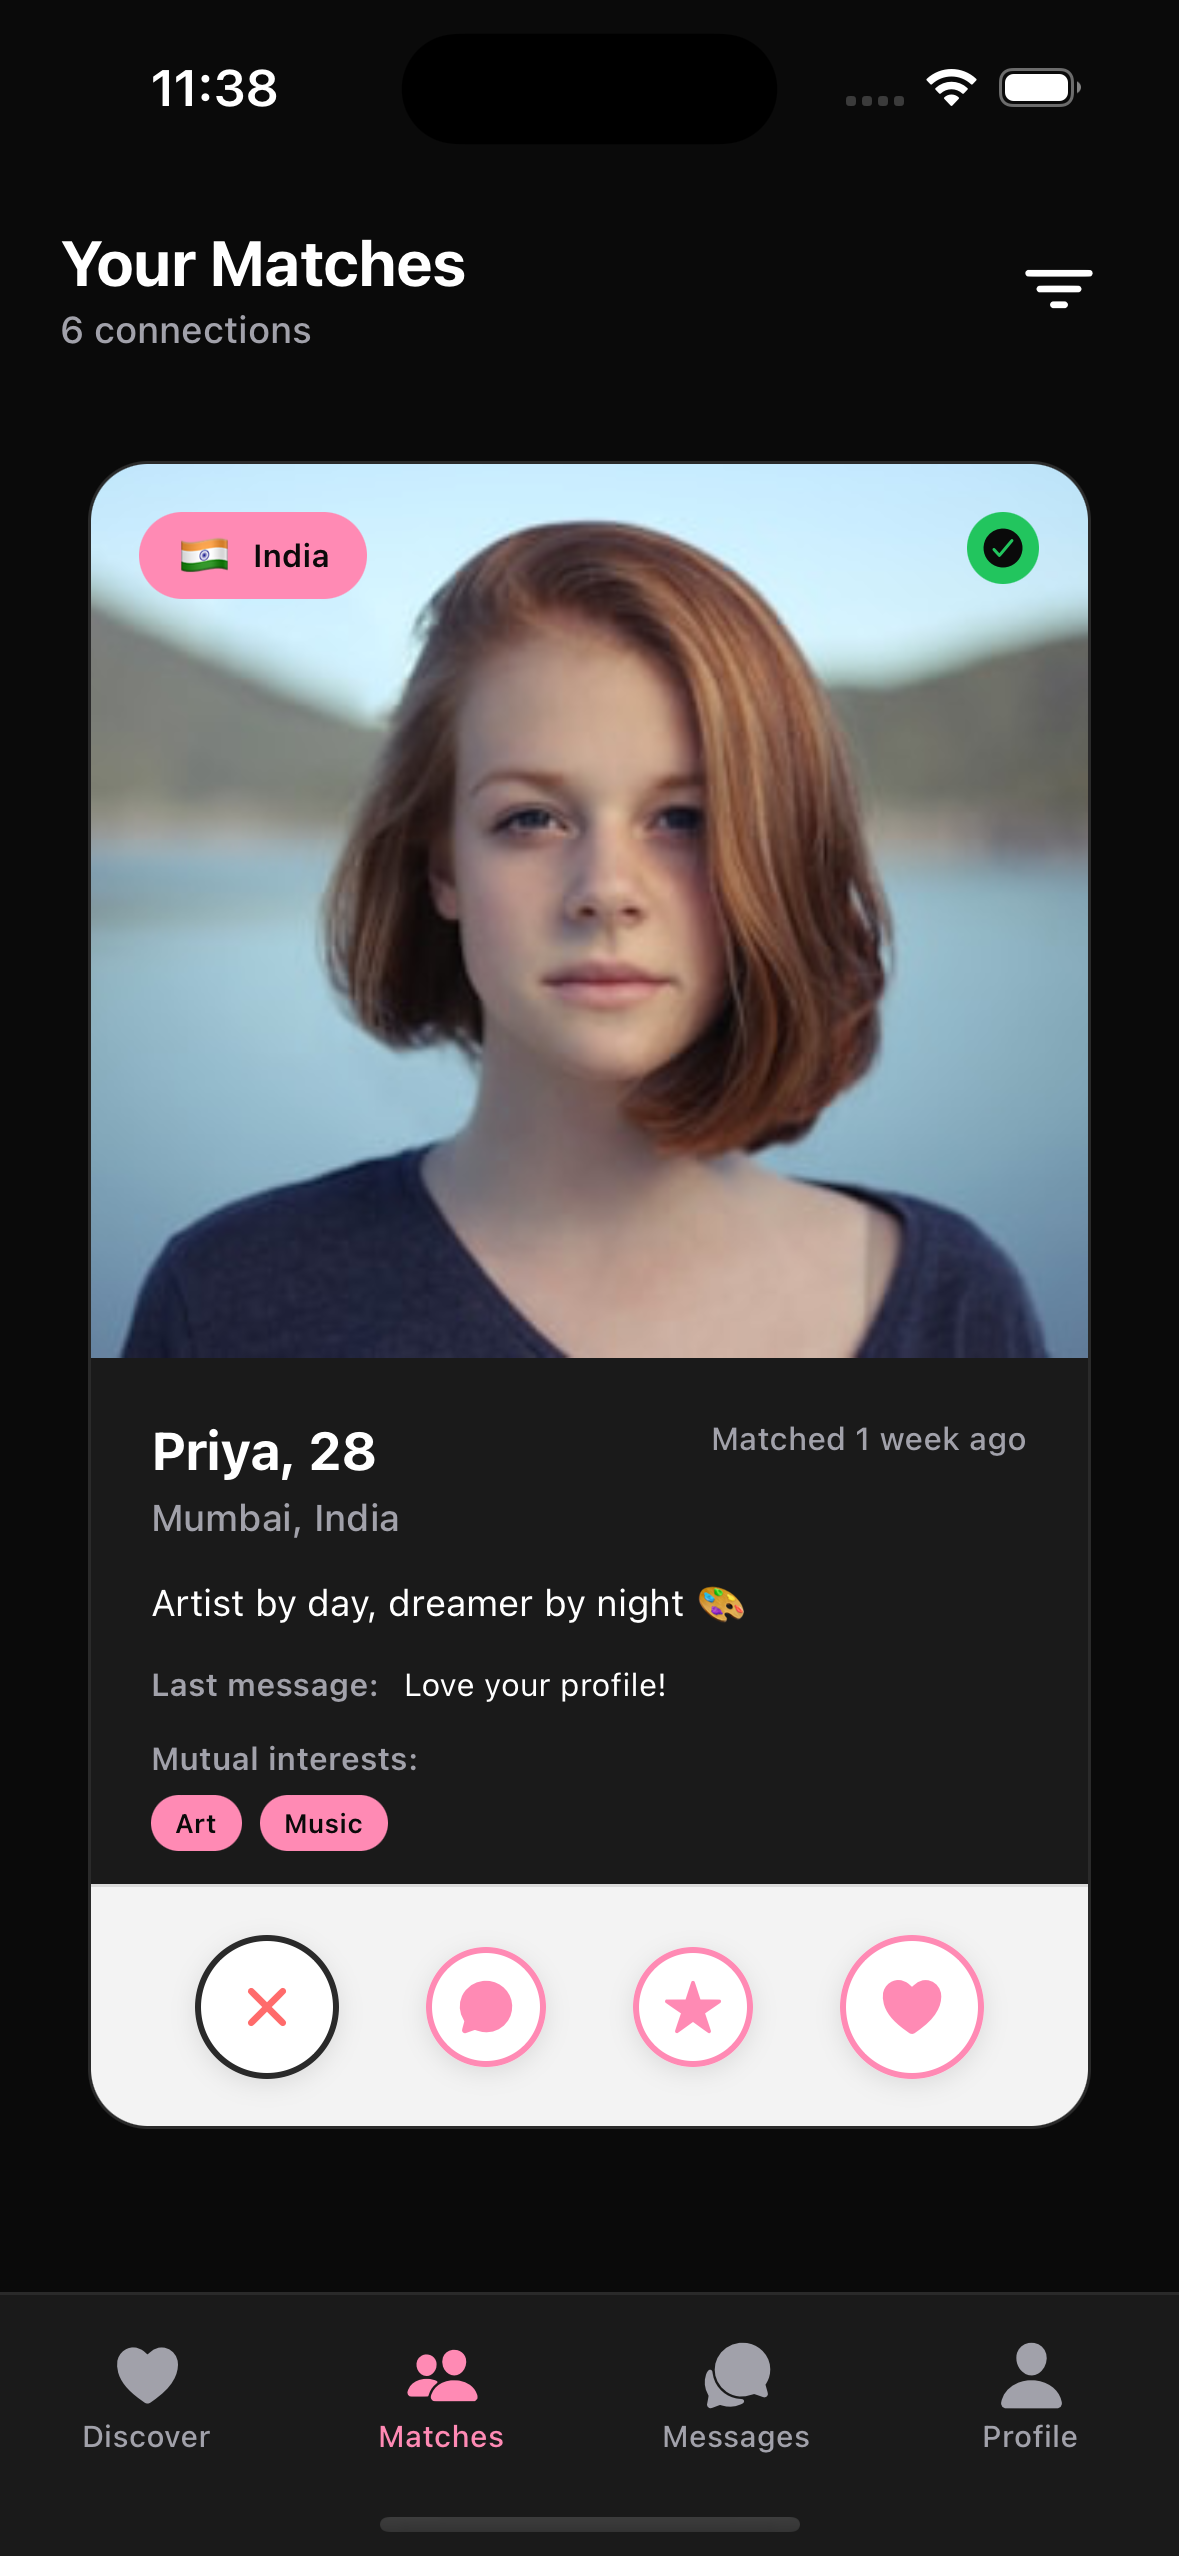 11:38
Your Matches
6 connections
🇮🇳 India
Priya, 28
Matched 1 week ago
Mumbai, India
Artist by day, dreamer by night 🎨
Last message: Love your profile!
Mutual interests:
Art Music
Discover Matches Messages Profile